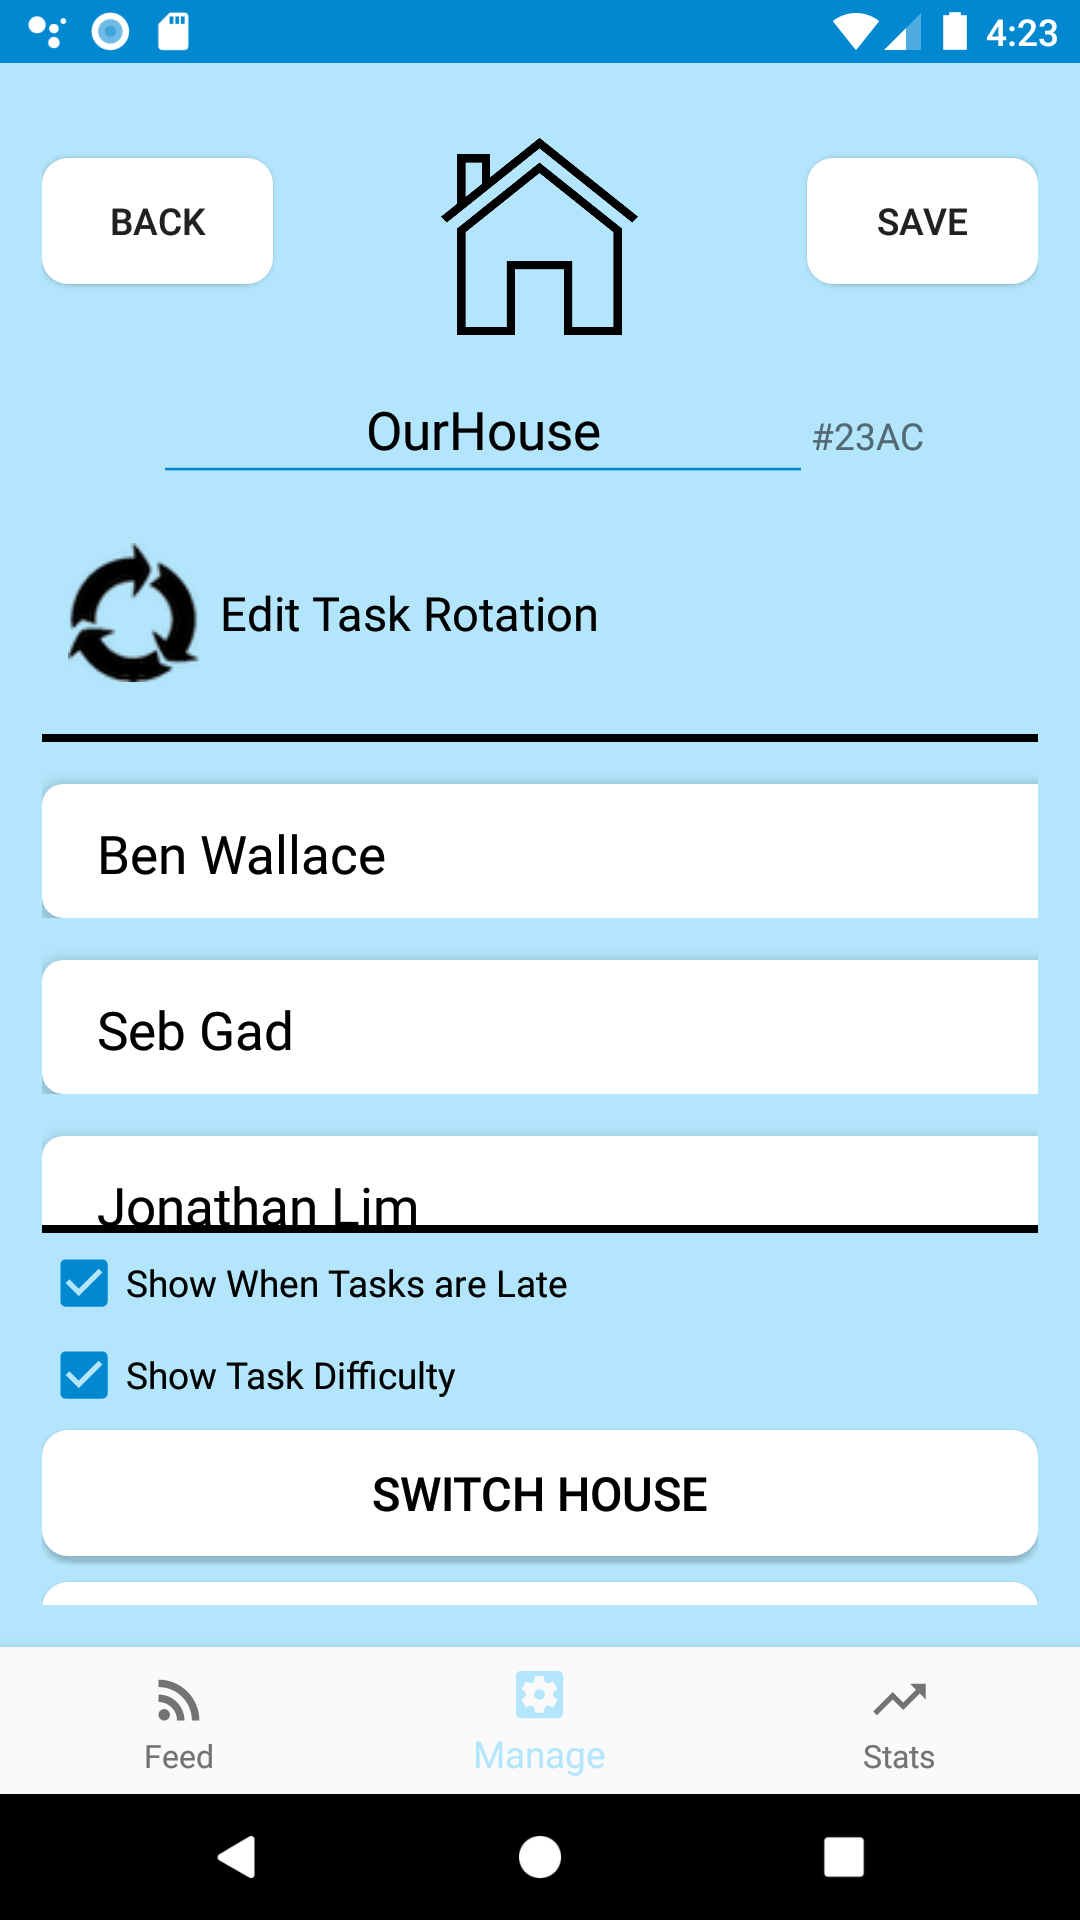 4:23
BACK
SAVE
OurHouse
#23AC
Edit Task Rotation
Ben Wallace
Seb Gad
Jonathan Lim
Show When Tasks are Late
Show Task Difficulty
SWITCH HOUSE
Feed
Manage
Stats